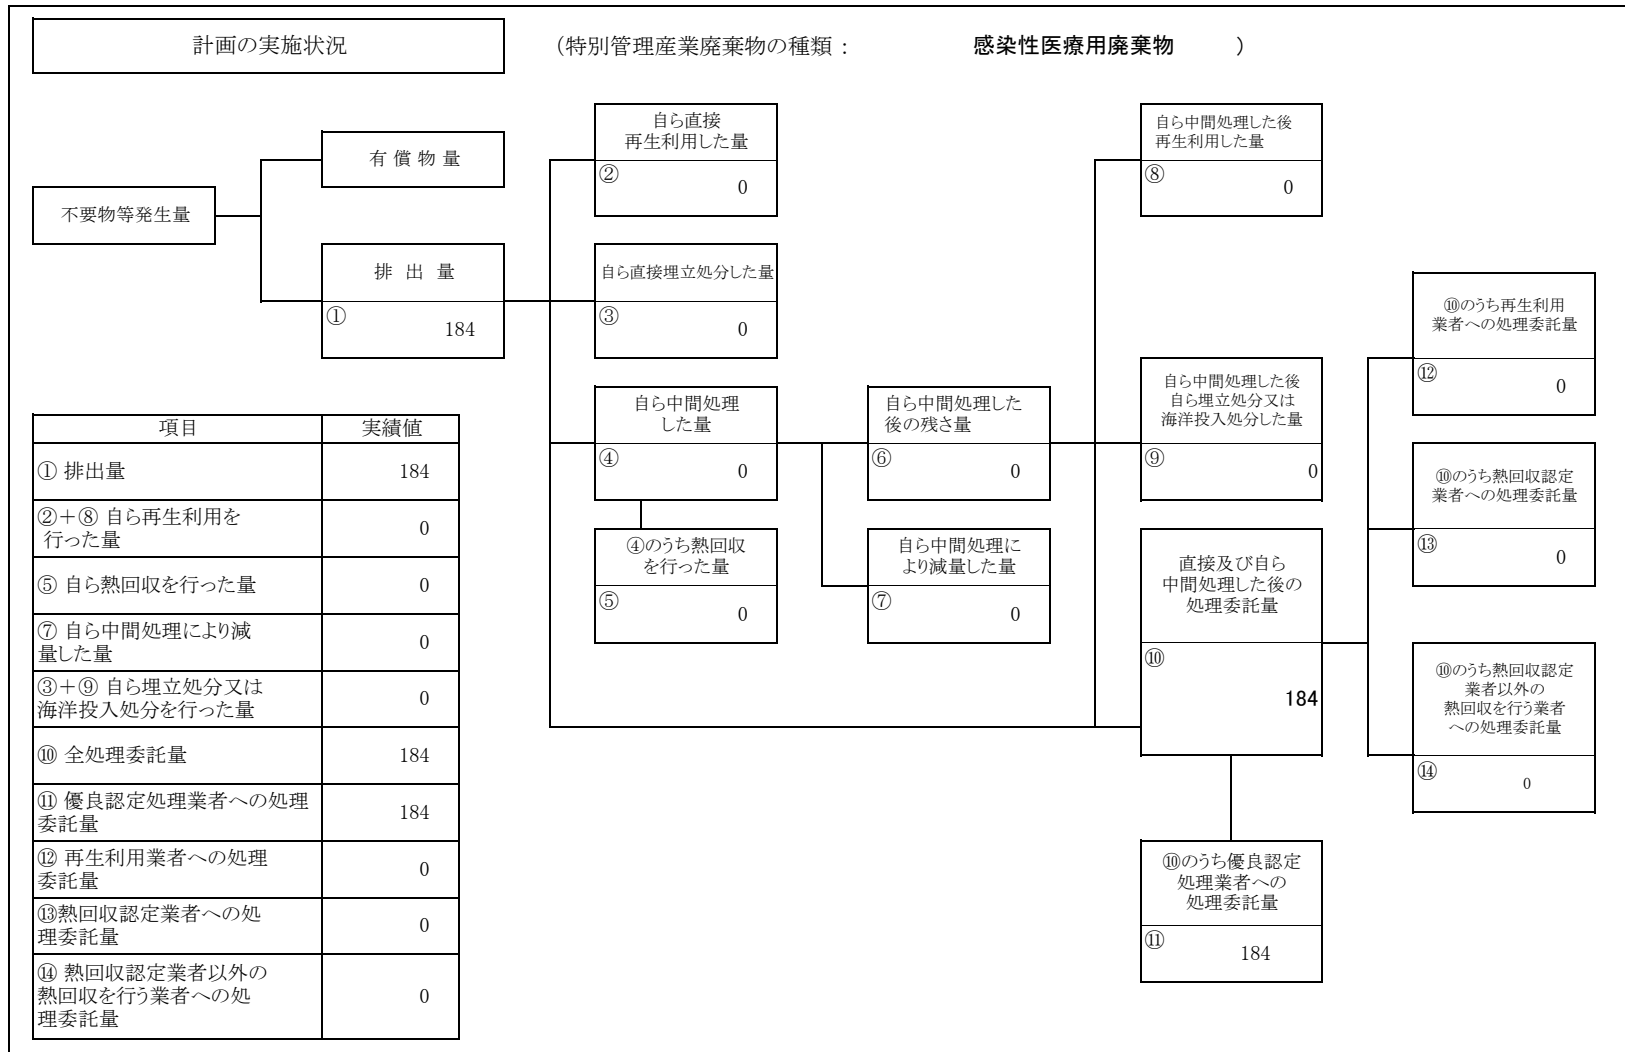 計画の実施状況
（特別管理産業廃棄物の種類： 感染性医療用廃棄物 ）
不要物等発生量
有 償 物 量
排 出 量
①
184
自ら直接
再生利用した量
②
0
自ら直接埋立処分した量
③
0
自ら中間処理
した量
④
0
④のうち熱回収
を行った量
⑤
0
自ら中間処理した
後の残さ量
⑥
0
自ら中間処理に
より減量した量
⑦
0
自ら中間処理した後
再生利用した量
⑧
0
自ら中間処理した後
自ら埋立処分又は
海洋投入処分した量
⑨
0
直接及び自ら
中間処理した後の
処理委託量
⑩
184
⑩のうち優良認定
処理業者への
処理委託量
⑪
184
⑩のうち再生利用
業者への処理委託量
⑫
0
⑩のうち熱回収認定
業者への処理委託量
⑬
0
⑩のうち熱回収認定
業者以外の
熱回収を行う業者
への処理委託量
⑭
0
項目 実績値
① 排出量 184
②＋⑧ 自ら再生利用を
行った量 0
⑤ 自ら熱回収を行った量 0
⑦ 自ら中間処理により減
量した量 0
③＋⑨ 自ら埋立処分又は
海洋投入処分を行った量 0
⑩ 全処理委託量 184
⑪ 優良認定処理業者への処理
委託量 184
⑫ 再生利用業者への処理
委託量 0
⑬熱回収認定業者への処
理委託量 0
⑭ 熱回収認定業者以外の
熱回収を行う業者への処
理委託量 0